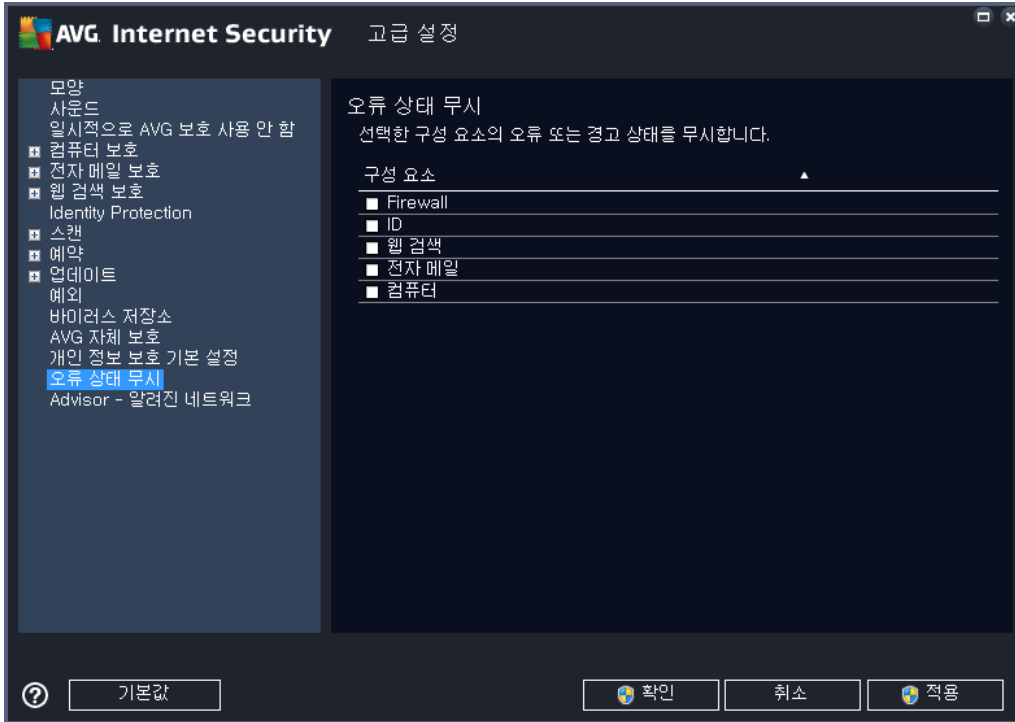 AVG. Internet Security 고급 설정
모양
사운드
일시적으로 AVG 보호 사용 안 함
컴퓨터 보호
전자 메일 보호
웹 검색 보호
Identity Protection
스캔
예약
업데이트
예외
바이러스 저장소
AVG 자체 보호
개인 정보 보호 기본 설정
오류 상태 무시
Advisor - 알려진 네트워크
오류 상태 무시
선택한 구성 요소의 오류 또는 경고 상태를 무시합니다.
구성 요소
Firewall
ID
웹 검색
전자 메일
컴퓨터
기본값
확인
취소
적용